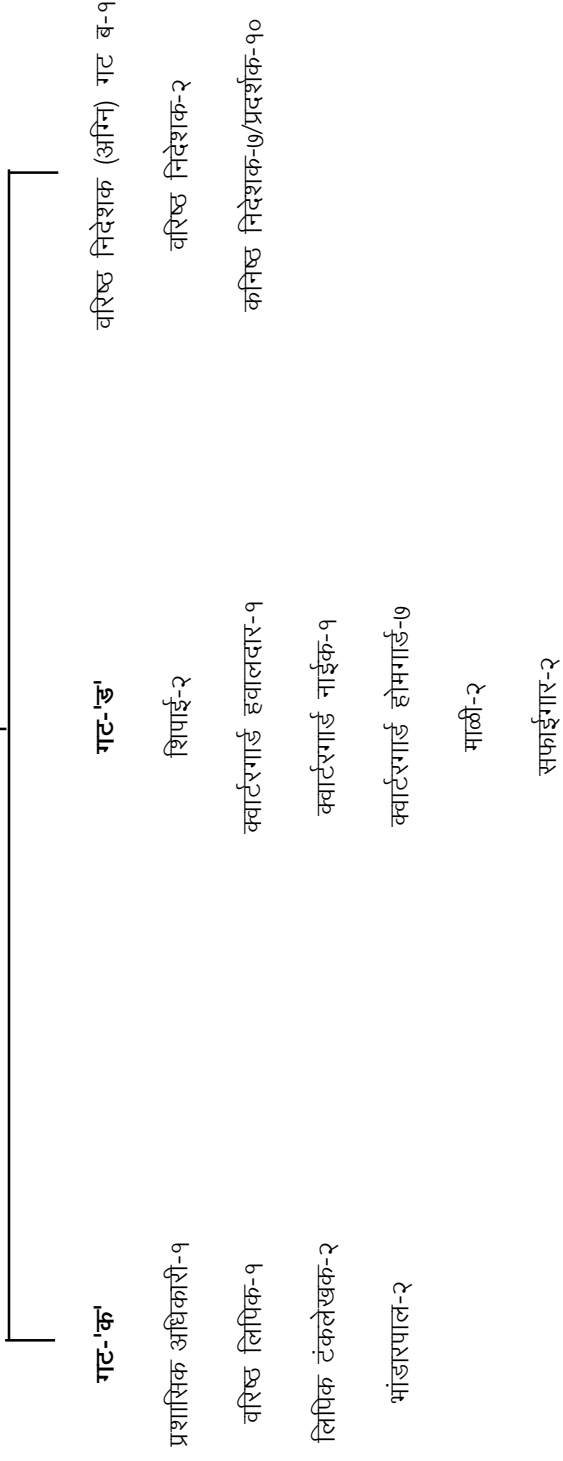 गट-'क'
प्रशासिक अधिकारी-१
वरिष्ठ लिपिक-१
लिपिक टंकलेखक-२
भांडारपाल-२
गट-'ड'
शिपाई-२
क्वार्टरगार्ड हवालदार-१
क्वार्टरगार्ड नाईक-१
क्वार्टरगार्ड होमगार्ड-७
माळी-२
सफाईगार-२
वरिष्ठ निदेशक (अग्नि) गट ब-१
वरिष्ठ निदेशक-२
कनिष्ठ निदेशक-७/प्रदर्शक-१०